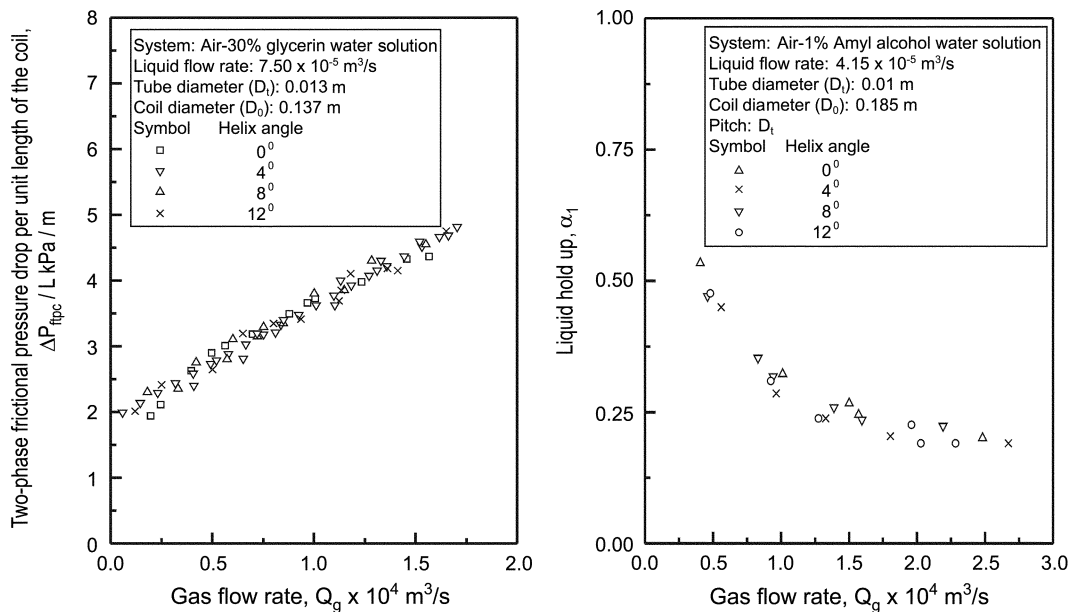 Two-phase frictional pressure drop per unit length of the coil,
ΔPftpc / L kPa / m
8
7
6
5
4
3
2
1
0
System: Air-30% glycerin water solution
Liquid flow rate: 7.50 x 10⁻⁵ m³/s
Tube diameter (Dt): 0.013 m
Coil diameter (D₀): 0.137 m
Symbol Helix angle
0⁰
4⁰
8⁰
12⁰
0.0 0.5 1.0 1.5 2.0
Gas flow rate, Qg x 10⁴ m³/s
Liquid hold up, α₁
1.00
0.75
0.50
0.25
0.00
System: Air-1% Amyl alcohol water solution
Liquid flow rate: 4.15 x 10⁻⁵ m³/s
Tube diameter (Dt): 0.01 m
Coil diameter (D₀): 0.185 m
Pitch: Dt
Symbol Helix angle
0⁰
4⁰
8⁰
12⁰
0.0 0.5 1.0 1.5 2.0 2.5 3.0
Gas flow rate, Qg x 10⁴ m³/s